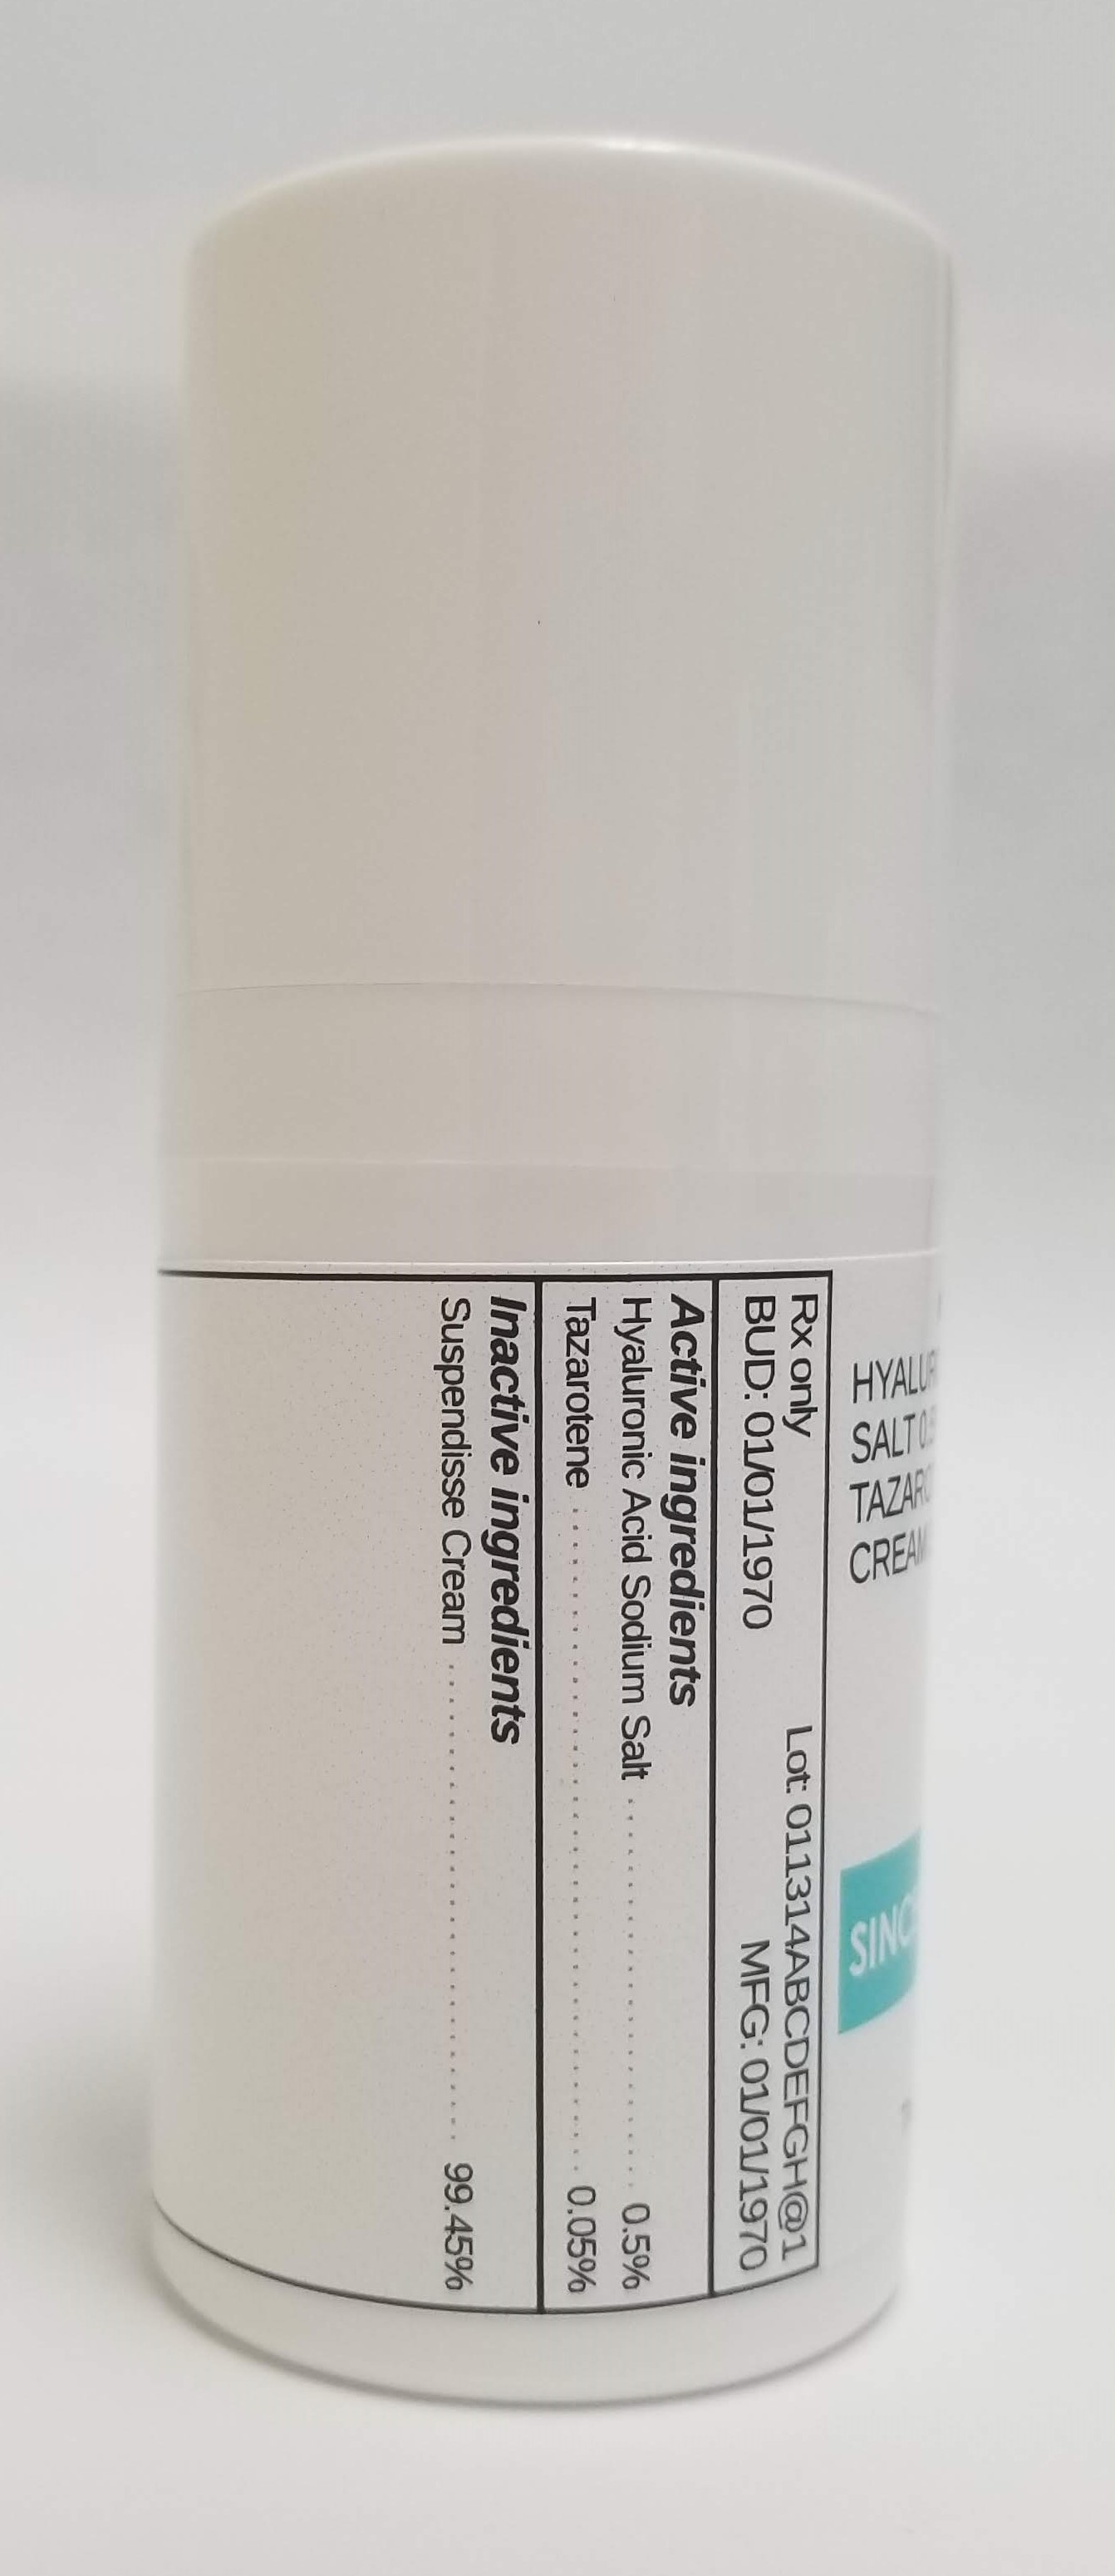 Rx only Lot: 011314ABCDEFGH@1
BUD: 01/01/1970 MFG: 01/01/1970
Active ingredients
Hyaluronic Acid Sodium Salt ........................ 0.5%
Tazarotene ........................................ 0.05%
Inactive ingredients
Suspendisse Cream ............................ 99.45%
SALT